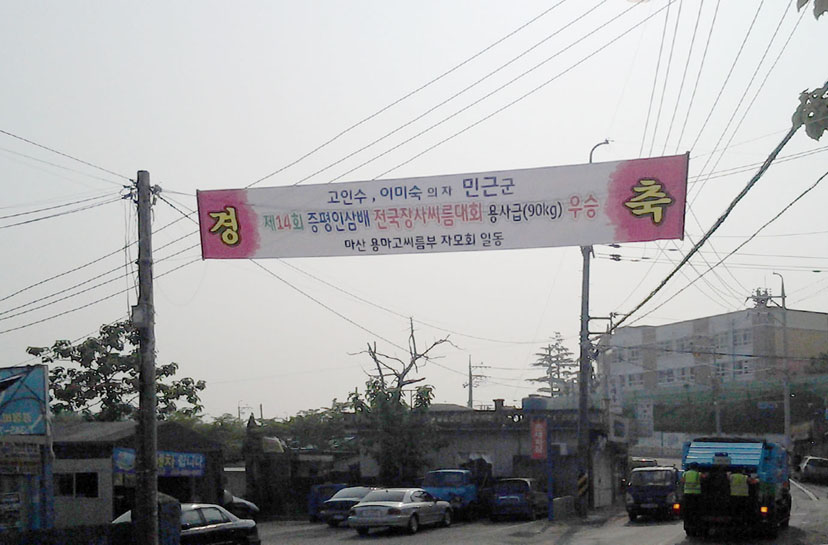 경 축
고인수, 이미숙의 자 민근군
제14회 증평인삼배 전국장사씨름대회 용사급(90kg) 우승
마산 용마고씨름부 자모회 일동